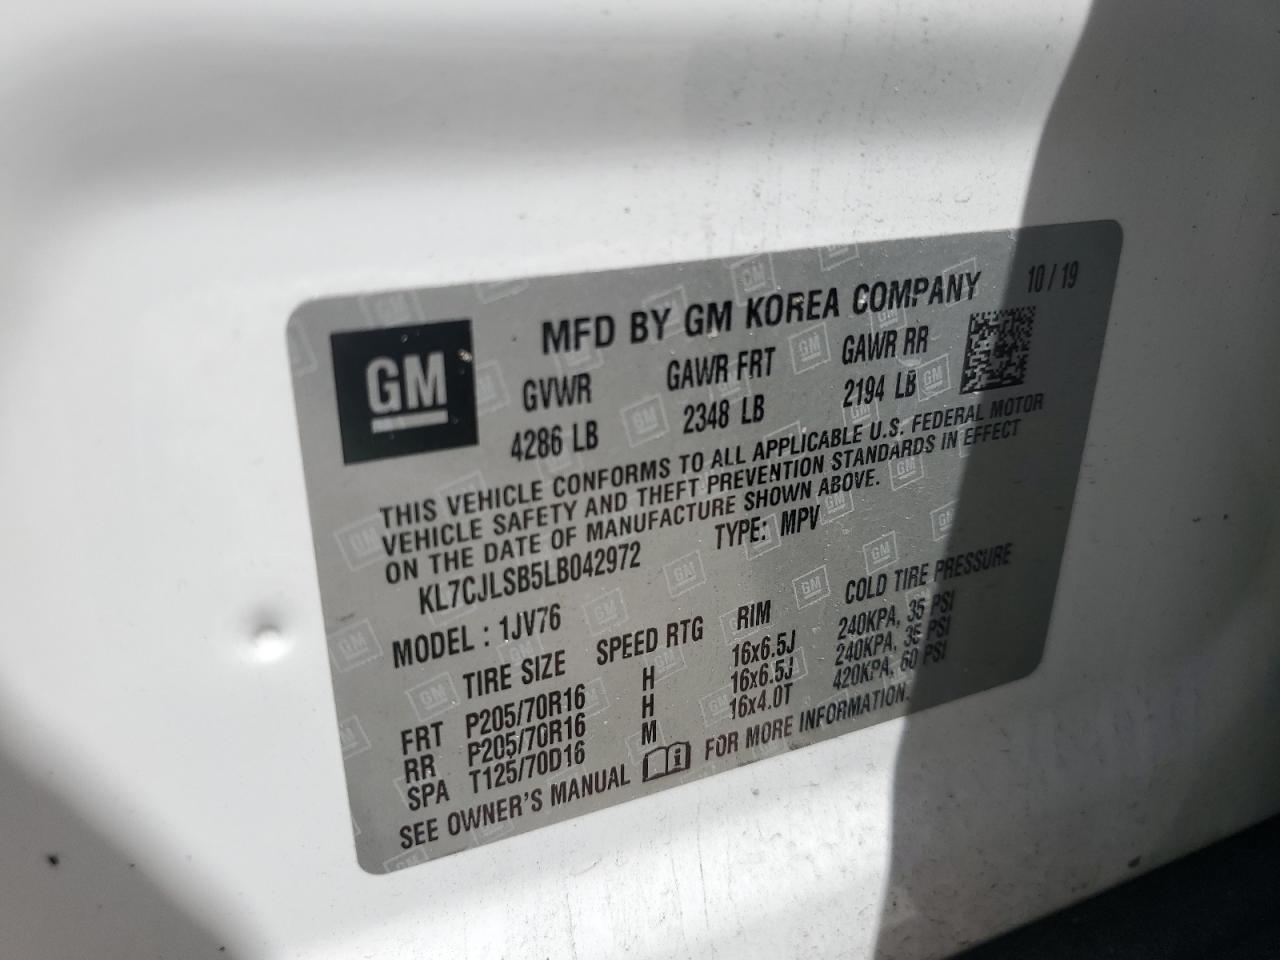 MFD BY GM KOREA COMPANY 10 / 19
GM
GVWR GAWR FRT GAWR RR
4286 LB 2348 LB 2194 LB
THIS VEHICLE CONFORMS TO ALL APPLICABLE U.S. FEDERAL MOTOR
VEHICLE SAFETY AND THEFT PREVENTION STANDARDS IN EFFECT
ON THE DATE OF MANUFACTURE SHOWN ABOVE.
KL7CJLSB5LB042972 TYPE: MPV
MODEL : 1JV76
TIRE SIZE SPEED RTG RIM COLD TIRE PRESSURE
FRT P205/70R16 H 16x6.5J 240KPA, 35 PSI
RR P205/70R16 H 16x6.5J 240KPA, 35 PSI
SPA T125/70D16 M 16x4.0T 420KPA, 60 PSI
SEE OWNER'S MANUAL FOR MORE INFORMATION.